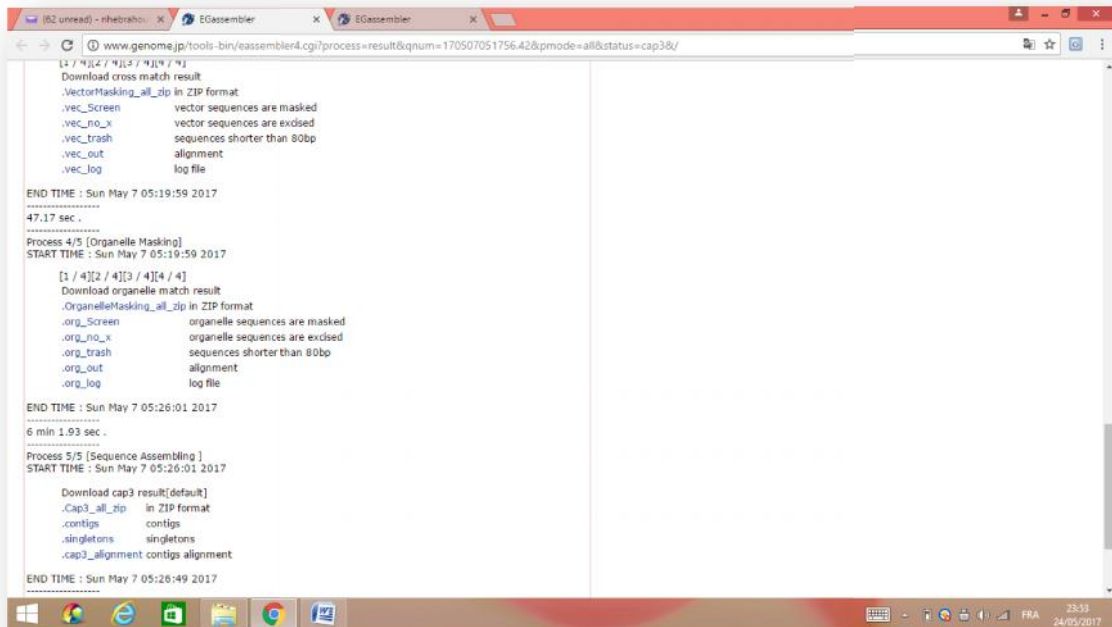 (62 unread) - nhebrahou
EGassembler
EGassembler
www.genome.jp/tools-bin/eassembler4.cgi?process=result&qnum=170507051756.42&pmode=all&status=cap3&/
[1 / 4][2 / 4][3 / 4][4 / 4]
Download cross match result
.VectorMasking_all_zip in ZIP format
.vec_Screen vector sequences are masked
.vec_no_x vector sequences are excised
.vec_trash sequences shorter than 80bp
.vec_out alignment
.vec_log log file
END TIME : Sun May 7 05:19:59 2017
------------------
47.17 sec .
------------------
Process 4/5 [Organelle Masking]
START TIME : Sun May 7 05:19:59 2017
[1 / 4][2 / 4][3 / 4][4 / 4]
Download organelle match result
.OrganelleMasking_all_zip in ZIP format
.org_Screen organelle sequences are masked
.org_no_x organelle sequences are excised
.org_trash sequences shorter than 80bp
.org_out alignment
.org_log log file
END TIME : Sun May 7 05:26:01 2017
------------------
6 min 1.93 sec .
------------------
Process 5/5 [Sequence Assembling ]
START TIME : Sun May 7 05:26:01 2017
Download cap3 result[default]
.Cap3_all_zip in ZIP format
.contigs contigs
.singletons singletons
.cap3_alignment contigs alignment
END TIME : Sun May 7 05:26:49 2017
------------------
FRA
23:53
24/05/2017